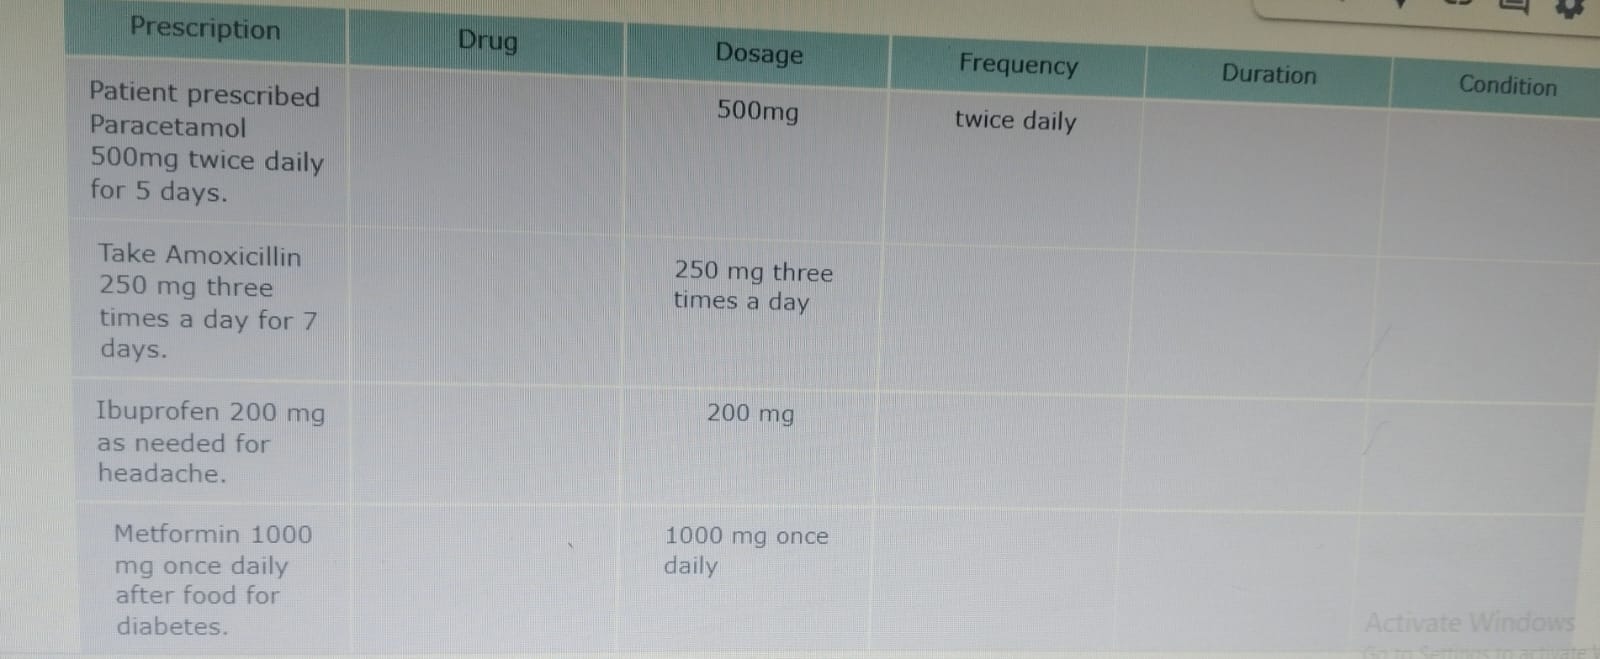 Prescription Drug Dosage Frequency Duration Condition
Patient prescribed
Paracetamol
500mg twice daily
for 5 days.
500mg
twice daily
Take Amoxicillin
250 mg three
times a day for 7
days.
250 mg three
times a day
Ibuprofen 200 mg
as needed for
headache.
200 mg
Metformin 1000
mg once daily
after food for
diabetes.
1000 mg once
daily
Activate Windows
Go to Settings to activate